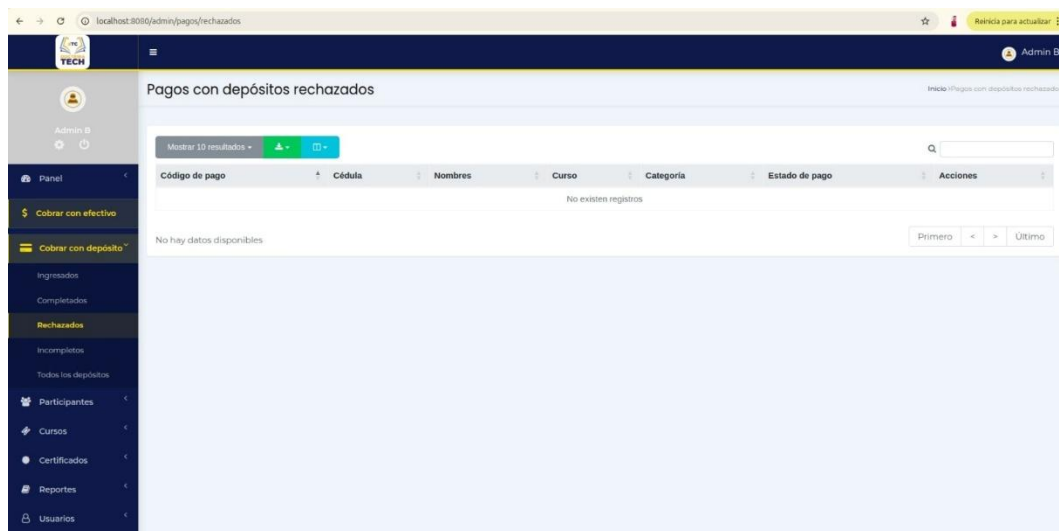 localhost:8080/admin/pagos/rechazados
Reinicia para actualizar
ITC
TECH
Admin B
Pagos con depósitos rechazados
Inicio
Pagos con depósitos rechazado
Admin B
Mostrar 10 resultados
Código de pago Cédula Nombres Curso Categoría Estado de pago Acciones
No existen registros
No hay datos disponibles
Primero < > Último
Panel
Cobrar con efectivo
Cobrar con depósito
Ingresados
Completados
Rechazados
Incompletos
Todos los depósitos
Participantes
Cursos
Certificados
Reportes
Usuarios